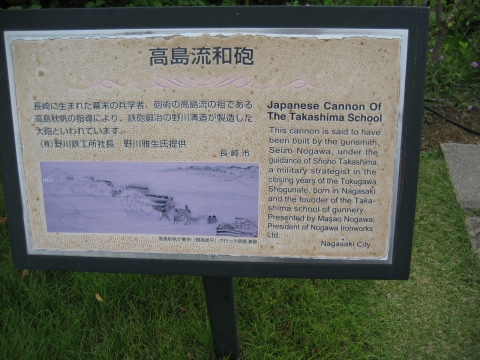 高島流和砲
長崎に生まれた幕末の兵学者、砲術の高島流の祖である
高島秋帆の指導により、鉄砲鍛冶の野川清造が製造した
大砲といわれています。
(有)野川鉄工所社長 野川雅生氏提供
長崎市
Japanese Cannon Of
The Takashima School
This cannon is said to have
been built by the gunsmith,
Seizo Nogawa, under the
guidance of Shoho Takashima,
a military strategist in the
closing years of the Tokugawa
Shogunate, born in Nagasaki
and the founder of the Taka-
shima school of gunnery.
Presented by Masao Nogawa,
President of Nogawa Ironworks
Ltd.
Nagasaki City